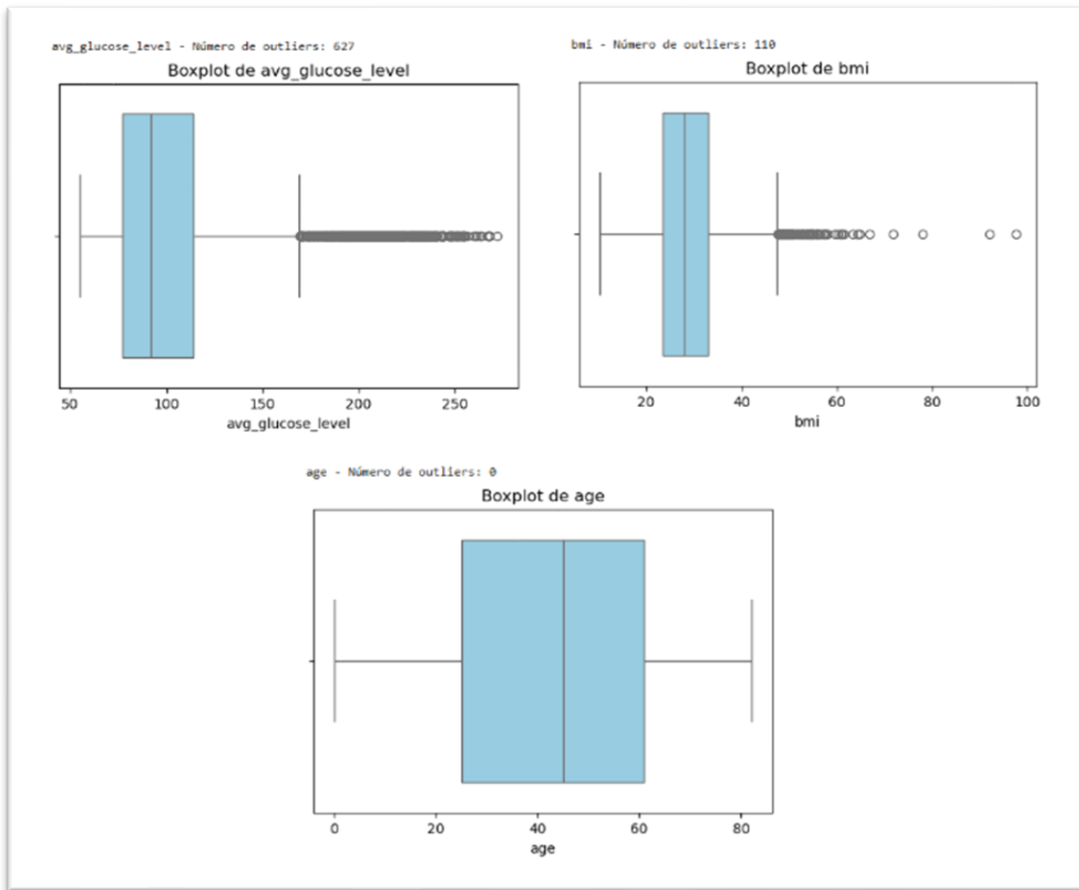 avg_glucose_level - Número de outliers: 627
Boxplot de avg_glucose_level
50 100 150 200 250
avg_glucose_level
bmi - Número de outliers: 110
Boxplot de bmi
20 40 60 80 100
bmi
age - Número de outliers: 0
Boxplot de age
0 20 40 60 80
age